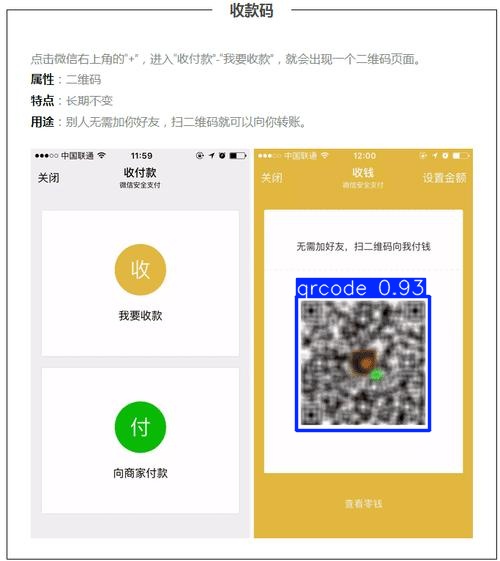 收款码
点击微信右上角的"+"，进入"收付款"-"我要收款"，就会出现一个二维码页面。
属性：二维码
特点：长期不变
用途：别人无需加你好友，扫二维码就可以向你转账。
中国联通 11:59
关闭 收付款
微信安全支付
收
我要收款
付
向商家付款
中国联通 12:00
关闭 收钱 设置金额
微信安全支付
无需加好友，扫二维码向我付钱
qrcode 0.93
查看零钱